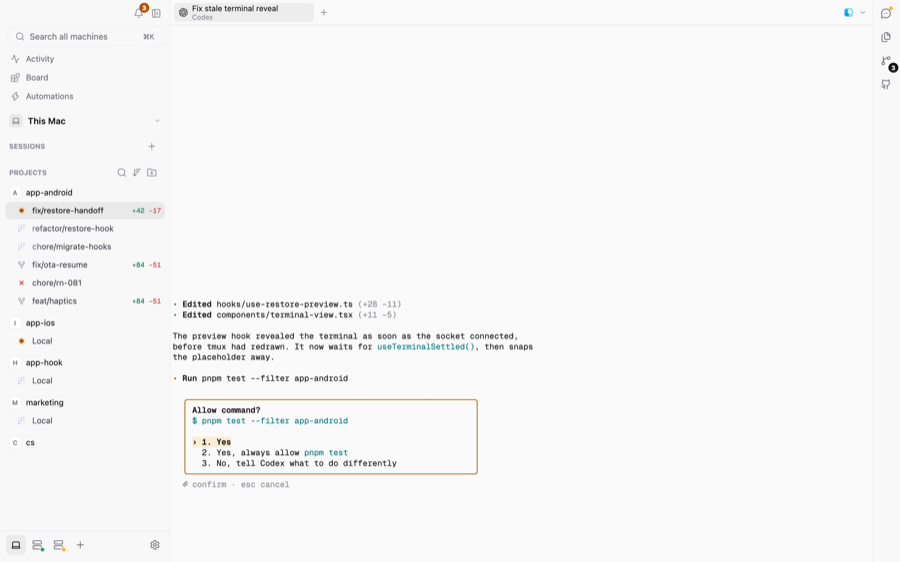 3
Fix stale terminal reveal
Codex
Search all machines ⌘K
Activity
Board
Automations
This Mac
SESSIONS
PROJECTS
A app-android
fix/restore-handoff +42 −17
refactor/restore-hook
chore/migrate-hooks
fix/ota-resume +84 −51
chore/rn-081
feat/haptics +84 −51
I app-ios
Local
H app-hook
Local
M marketing
Local
C cs
• Edited hooks/use-restore-preview.ts (+28 −11)
• Edited components/terminal-view.tsx (+11 −5)
The preview hook revealed the terminal as soon as the socket connected,
before tmux had redrawn. It now waits for useTerminalSettled(), then snaps
the placeholder away.
• Run pnpm test --filter app-android
Allow command?
$ pnpm test --filter app-android
› 1. Yes
2. Yes, always allow pnpm test
3. No, tell Codex what to do differently
confirm · esc cancel
3